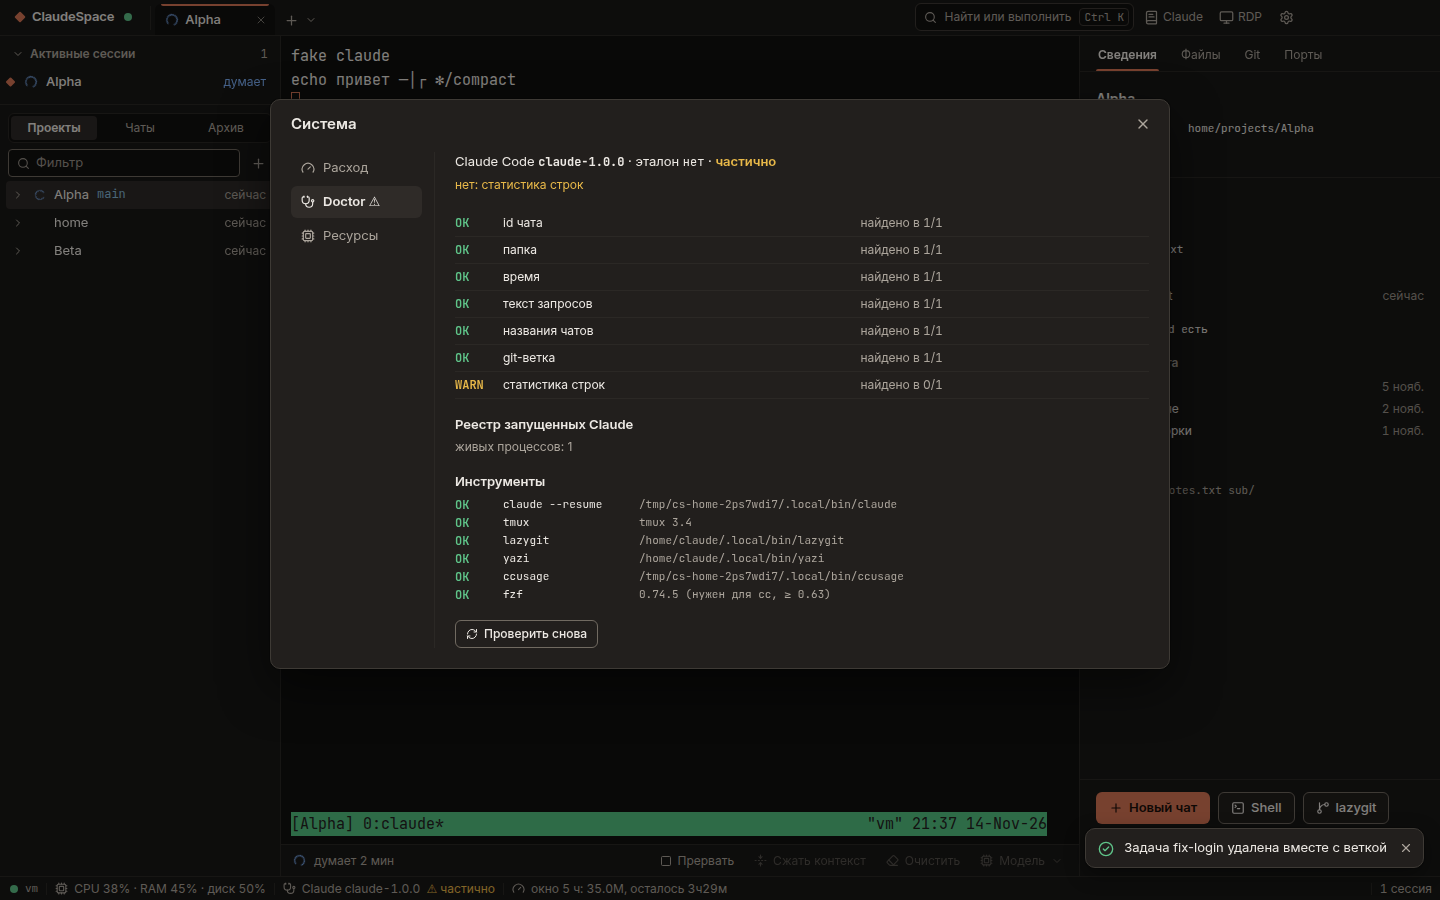 ClaudeSpace
Alpha
Найти или выполнить Ctrl K
Claude
RDP
Активные сессии 1
Alpha думает
Проекты Чаты Архив
Фильтр
Alpha main сейчас
home сейчас
Beta сейчас
fake claude
echo привет ─│┌ ✻/compact
Сведения Файлы Git Порты
Alpha
home/projects/Alpha
xt
t сейчас
d есть
ra
5 нояб.
2 нояб.
рки 1 нояб.
otes.txt sub/
Система
Расход
Doctor ⚠
Ресурсы
Claude Code claude-1.0.0 · эталон нет · частично
нет: статистика строк
OK id чата найдено в 1/1
OK папка найдено в 1/1
OK время найдено в 1/1
OK текст запросов найдено в 1/1
OK названия чатов найдено в 1/1
OK git-ветка найдено в 1/1
WARN статистика строк найдено в 0/1
Реестр запущенных Claude
живых процессов: 1
Инструменты
OK claude --resume /tmp/cs-home-2ps7wdi7/.local/bin/claude
OK tmux tmux 3.4
OK lazygit /home/claude/.local/bin/lazygit
OK yazi /home/claude/.local/bin/yazi
OK ccusage /tmp/cs-home-2ps7wdi7/.local/bin/ccusage
OK fzf 0.74.5 (нужен для cc, ≥ 0.63)
Проверить снова
[Alpha] 0:claude* "vm" 21:37 14-Nov-26
думает 2 мин Прервать Сжать контекст Очистить Модель
Новый чат Shell lazygit
Задача fix-login удалена вместе с веткой
vm CPU 38% · RAM 45% · диск 50% Claude claude-1.0.0 ⚠ частично окно 5 ч: 35.0M, осталось 3ч29м 1 сессия